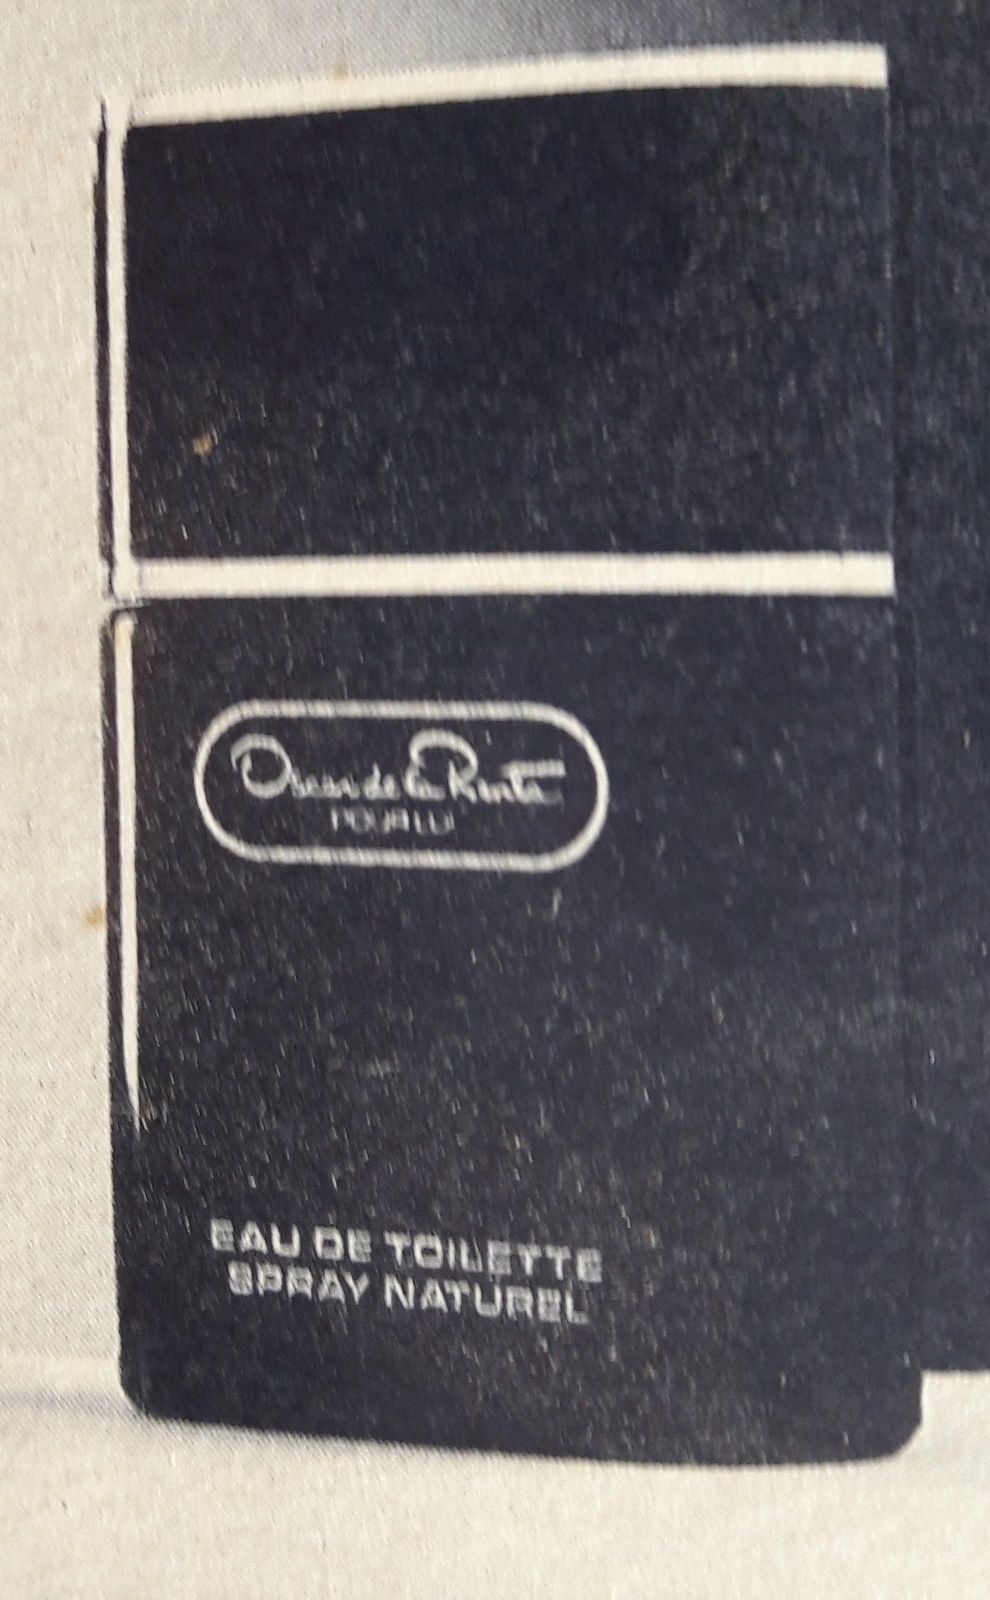 Oscar de la Renta
POUR LUI
EAU DE TOILETTE
SPRAY NATUREL